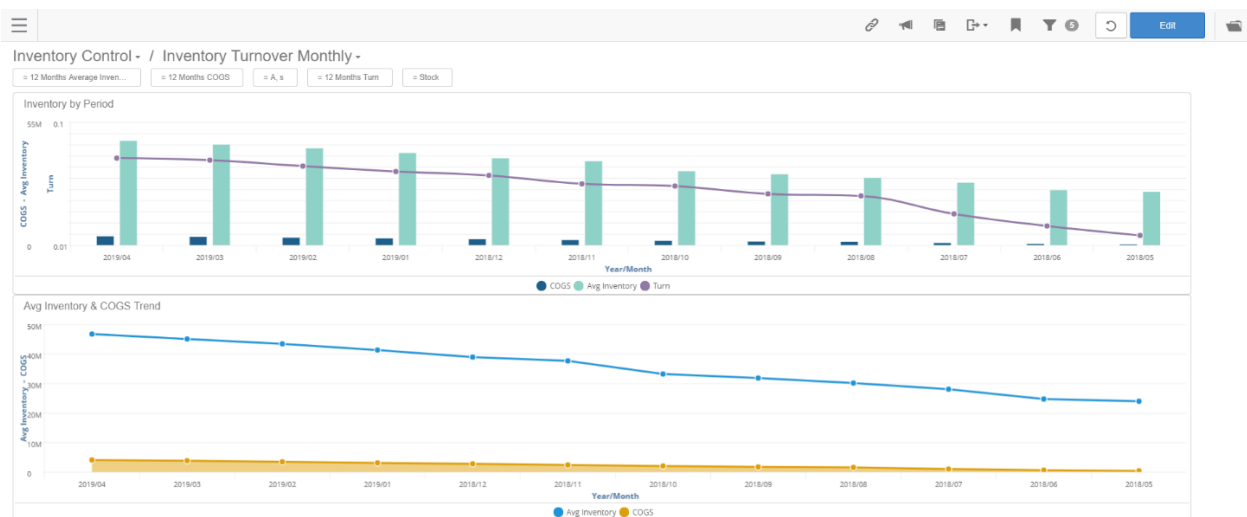 5 Edit
Inventory Control / Inventory Turnover Monthly
= 12 Months Average Inven... = 12 Months COGS = A, s = 12 Months Turn = Stock
Inventory by Period
55M 0.1
COGS - Avg Inventory
Turn
0 0.01
2019/04 2019/03 2019/02 2019/01 2018/12 2018/11 2018/10 2018/09 2018/08 2018/07 2018/06 2018/05
Year/Month
COGS Avg Inventory Turn
Avg Inventory & COGS Trend
50M
40M
30M
20M
10M
0
Avg Inventory - COGS
2019/04 2019/03 2019/02 2019/01 2018/12 2018/11 2018/10 2018/09 2018/08 2018/07 2018/06 2018/05
Year/Month
Avg Inventory COGS